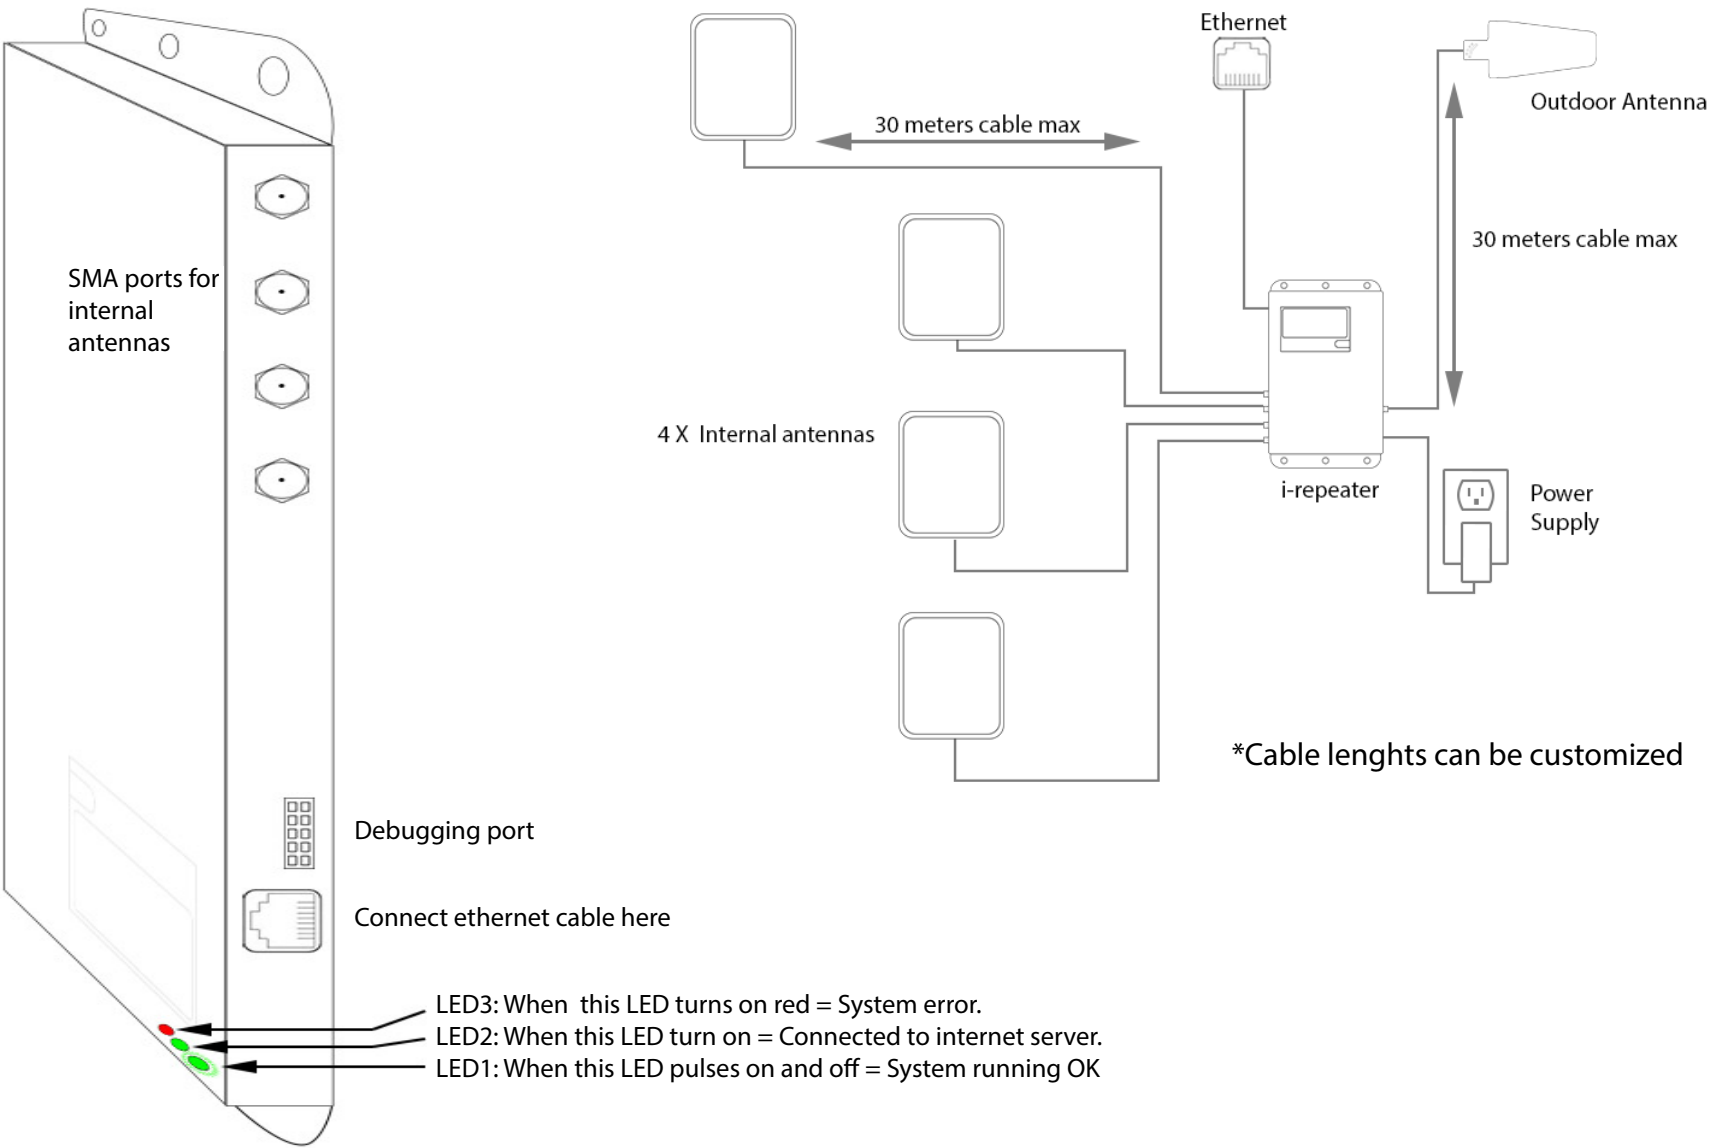 SMA ports for
internal
antennas
Debugging port
Connect ethernet cable here
LED3: When  this LED turns on red = System error.
LED2: When this LED turn on = Connected to internet server.
LED1: When this LED pulses on and off = System running OK
Ethernet
Outdoor Antenna
30 meters cable max
30 meters cable max
4 X  Internal antennas
i-repeater
Power
Supply
*Cable lenghts can be customized